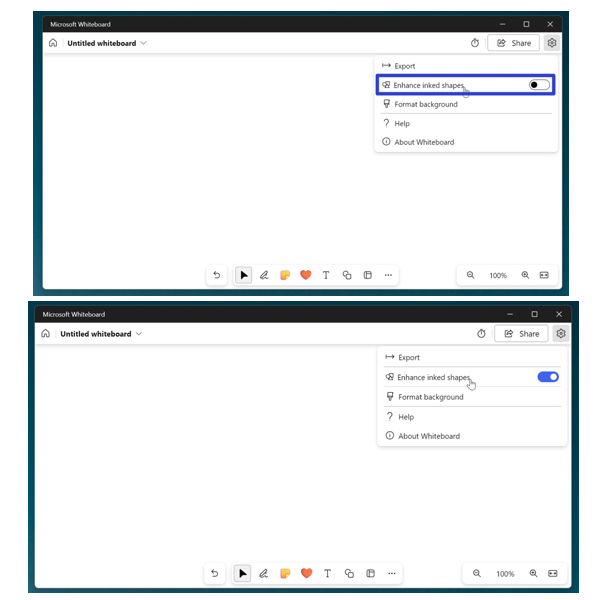 Microsoft Whiteboard
Untitled whiteboard
Share
Export
Enhance inked shapes
Format background
Help
About Whiteboard
T
100%
Microsoft Whiteboard
Untitled whiteboard
Share
Export
Enhance inked shapes
Format background
Help
About Whiteboard
T
100%